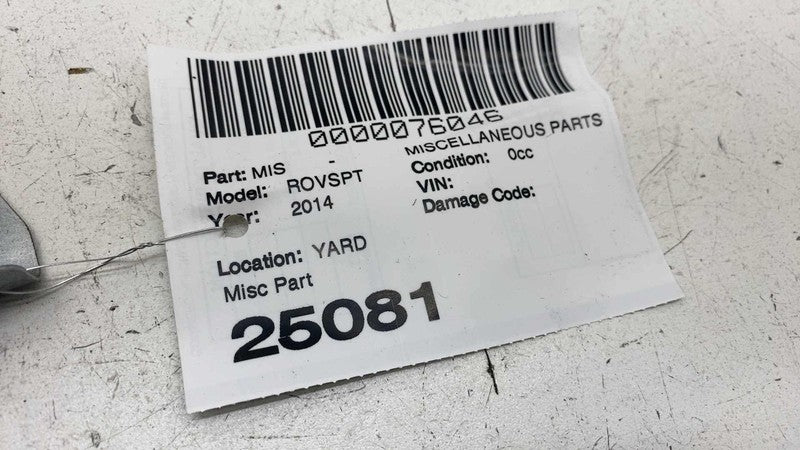 0000076046
MISCELLANEOUS PARTS
Part: MIS -
Condition: 0cc
Model: ROVSPT
VIN:
Year: 2014
Damage Code:
Location: YARD
Misc Part
25081